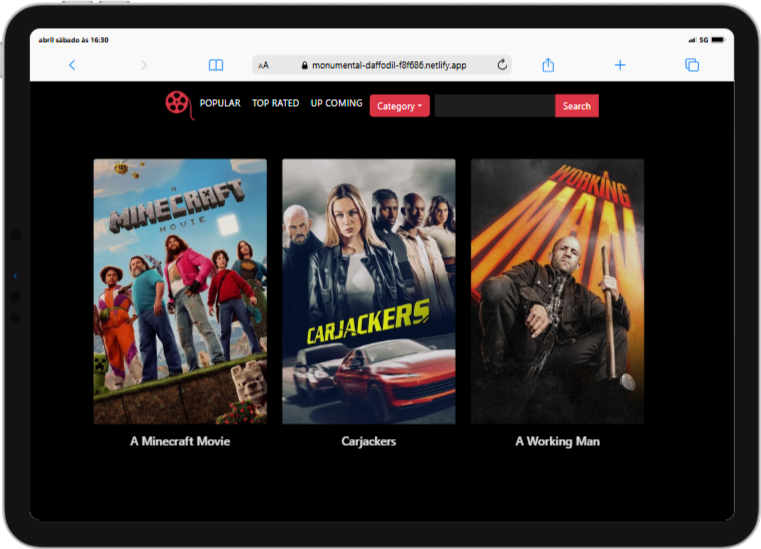 abril sábado às 16:30
5G
AA
monumental-daffodil-f8f686.netlify.app
POPULAR TOP RATED UP COMING Category Search
A
MINECRAFT
MOVIE
CARJACKERS
A
WORKING
MAN
A Minecraft Movie Carjackers A Working Man